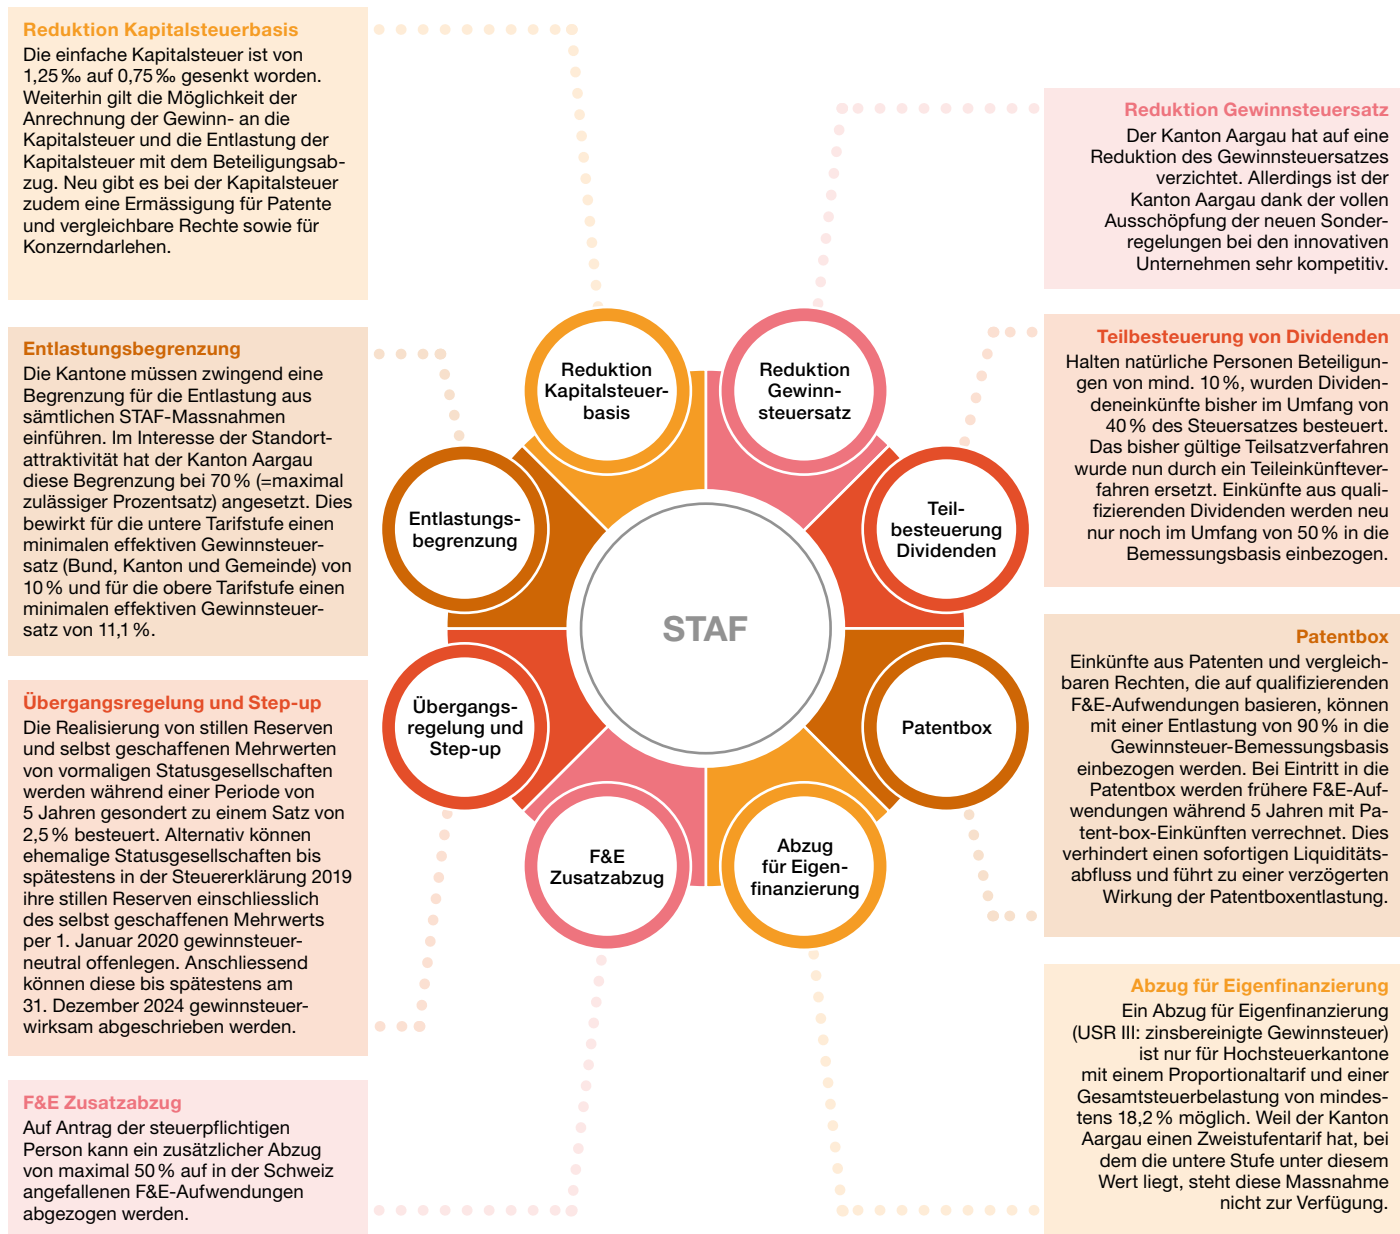 Reduktion Kapitalsteuerbasis
Die einfache Kapitalsteuer ist von
1,25 ‰ auf 0,75 ‰ gesenkt worden.
Weiterhin gilt die Möglichkeit der
Anrechnung der Gewinn- an die
Kapitalsteuer und die Entlastung der
Kapitalsteuer mit dem Beteiligungsab-
zug. Neu gibt es bei der Kapitalsteuer
zudem eine Ermässigung für Patente
und vergleichbare Rechte sowie für
Konzerndarlehen.
Entlastungsbegrenzung
Die Kantone müssen zwingend eine
Begrenzung für die Entlastung aus
sämtlichen STAF-Massnahmen
einführen. Im Interesse der Standort-
attraktivität hat der Kanton Aargau
diese Begrenzung bei 70 % (=maximal
zulässiger Prozentsatz) angesetzt. Dies
bewirkt für die untere Tarifstufe einen
minimalen effektiven Gewinnsteuer-
satz (Bund, Kanton und Gemeinde) von
10 % und für die obere Tarifstufe einen
minimalen effektiven Gewinnsteuer-
satz von 11,1 %.
Übergangsregelung und Step-up
Die Realisierung von stillen Reserven
und selbst geschaffenen Mehrwerten
von vormaligen Statusgesellschaften
werden während einer Periode von
5 Jahren gesondert zu einem Satz von
2,5 % besteuert. Alternativ können
ehemalige Statusgesellschaften bis
spätestens in der Steuererklärung 2019
ihre stillen Reserven einschliesslich
des selbst geschaffenen Mehrwerts
per 1. Januar 2020 gewinnsteuer-
neutral offenlegen. Anschliessend
können diese bis spätestens am
31. Dezember 2024 gewinnsteuer-
wirksam abgeschrieben werden.
F&E Zusatzabzug
Auf Antrag der steuerpflichtigen
Person kann ein zusätzlicher Abzug
von maximal 50 % auf in der Schweiz
angefallenen F&E-Aufwendungen
abgezogen werden.
Reduktion
Kapitalsteuer-
basis
Reduktion
Gewinn-
steuersatz
Entlastungs-
begrenzung
Teil-
besteuerung
Dividenden
STAF
Übergangs-
regelung und
Step-up
Patentbox
F&E
Zusatzabzug
Abzug
für Eigen-
finanzierung
Reduktion Gewinnsteuersatz
Der Kanton Aargau hat auf eine
Reduktion des Gewinnsteuersatzes
verzichtet. Allerdings ist der
Kanton Aargau dank der vollen
Ausschöpfung der neuen Sonder-
regelungen bei den innovativen
Unternehmen sehr kompetitiv.
Teilbesteuerung von Dividenden
Halten natürliche Personen Beteiligun-
gen von mind. 10 %, wurden Dividen-
deneinkünfte bisher im Umfang von
40 % des Steuersatzes besteuert.
Das bisher gültige Teilsatzverfahren
wurde nun durch ein Teileinkünftever-
fahren ersetzt. Einkünfte aus quali-
fizierenden Dividenden werden neu
nur noch im Umfang von 50 % in die
Bemessungsbasis einbezogen.
Patentbox
Einkünfte aus Patenten und vergleich-
baren Rechten, die auf qualifizierenden
F&E-Aufwendungen basieren, können
mit einer Entlastung von 90 % in die
Gewinnsteuer-Bemessungsbasis
einbezogen werden. Bei Eintritt in die
Patentbox werden frühere F&E-Auf-
wendungen während 5 Jahren mit Pa-
tent-box-Einkünften verrechnet. Dies
verhindert einen sofortigen Liquiditäts-
abfluss und führt zu einer verzögerten
Wirkung der Patentboxentlastung.
Abzug für Eigenfinanzierung
Ein Abzug für Eigenfinanzierung
(USR III: zinsbereinigte Gewinnsteuer)
ist nur für Hochsteuerkantone
mit einem Proportionaltarif und einer
Gesamtsteuerbelastung von mindes-
tens 18,2 % möglich. Weil der Kanton
Aargau einen Zweistufentarif hat, bei
dem die untere Stufe unter diesem
Wert liegt, steht diese Massnahme
nicht zur Verfügung.